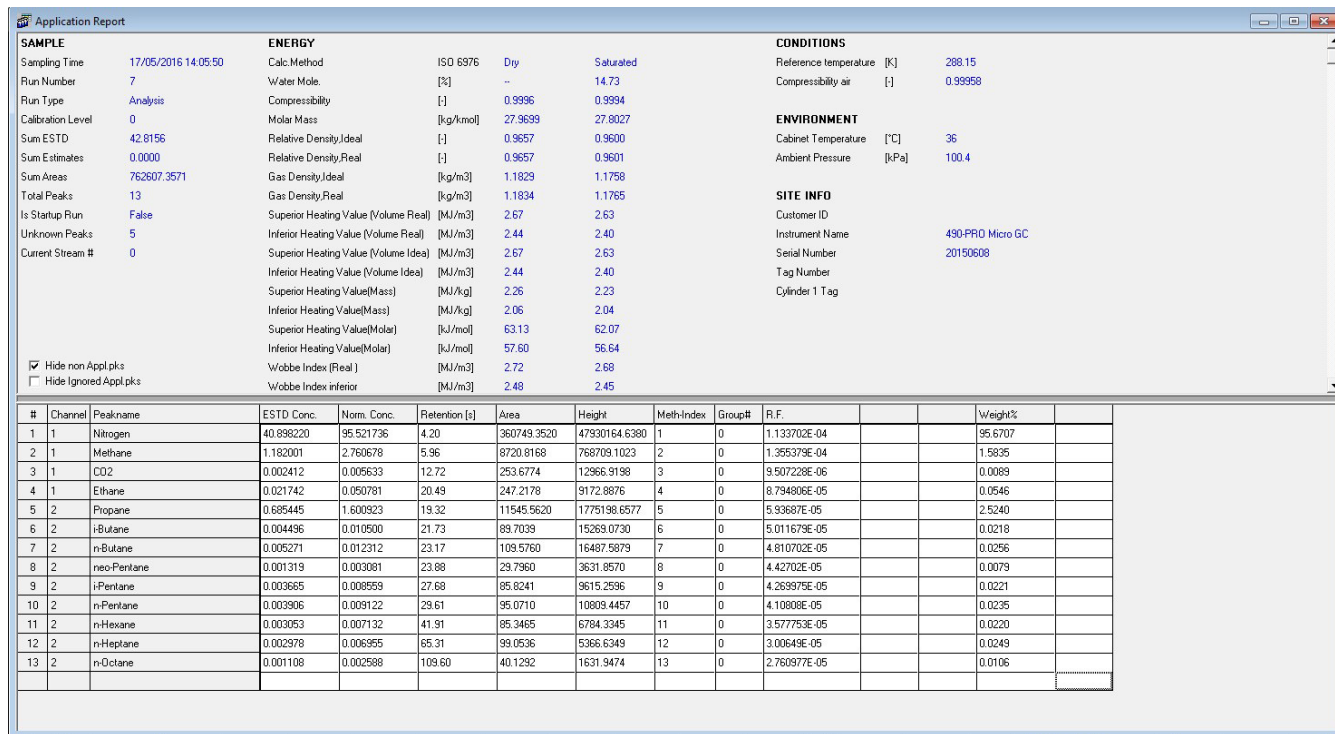 Application Report
SAMPLE ENERGY CONDITIONS
Sampling Time 17/05/2016 14:05:50 Calc.Method ISO 6976 Dry Saturated Reference temperature [K] 288.15
Run Number 7 Water Mole. [%] -- 14.73 Compressibility air [-] 0.99958
Run Type Analysis Compressibility [-] 0.9996 0.9994
Calibration Level 0 Molar Mass [kg/kmol] 27.9699 27.8027 ENVIRONMENT
Sum ESTD 42.8156 Relative Density,Ideal [-] 0.9657 0.9600 Cabinet Temperature [°C] 36
Sum Estimates 0.0000 Relative Density,Real [-] 0.9657 0.9601 Ambient Pressure [kPa] 100.4
Sum Areas 762607.3571 Gas Density,Ideal [kg/m3] 1.1829 1.1758
Total Peaks 13 Gas Density,Real [kg/m3] 1.1834 1.1765 SITE INFO
Is Startup Run False Superior Heating Value (Volume Real) [MJ/m3] 2.67 2.63 Customer ID
Unknown Peaks 5 Inferior Heating Value (Volume Real) [MJ/m3] 2.44 2.40 Instrument Name 490-PRO Micro GC
Current Stream # 0 Superior Heating Value (Volume Idea) [MJ/m3] 2.67 2.63 Serial Number 20150608
Inferior Heating Value (Volume Idea) [MJ/m3] 2.44 2.40 Tag Number
Superior Heating Value(Mass) [MJ/kg] 2.26 2.23 Cylinder 1 Tag
Inferior Heating Value(Mass) [MJ/kg] 2.06 2.04
Superior Heating Value(Molar) [kJ/mol] 63.13 62.07
Inferior Heating Value(Molar) [kJ/mol] 57.60 56.64
Hide non Appl.pks Wobbe Index (Real ) [MJ/m3] 2.72 2.68
Hide Ignored Appl.pks Wobbe Index inferior [MJ/m3] 2.48 2.45
# Channel Peakname ESTD Conc. Norm. Conc. Retention [s] Area Height Meth-Index Group# R.F. Weight%
1 1 Nitrogen 40.898220 95.521736 4.20 360749.3520 47930164.6380 1 0 1.133702E-04 95.6707
2 1 Methane 1.182001 2.760678 5.96 8720.8168 768709.1023 2 0 1.355379E-04 1.5835
3 1 CO2 0.002412 0.005633 12.72 253.6774 12966.9198 3 0 9.507228E-06 0.0089
4 1 Ethane 0.021742 0.050781 20.49 247.2178 9172.8876 4 0 8.794806E-05 0.0546
5 2 Propane 0.685445 1.600923 19.32 11545.5620 1775198.6577 5 0 5.93687E-05 2.5240
6 2 i-Butane 0.004496 0.010500 21.73 89.7039 15269.0730 6 0 5.011679E-05 0.0218
7 2 n-Butane 0.005271 0.012312 23.17 109.5760 16487.5879 7 0 4.810702E-05 0.0256
8 2 neo-Pentane 0.001319 0.003081 23.88 29.7960 3631.8570 8 0 4.42702E-05 0.0079
9 2 i-Pentane 0.003665 0.008559 27.68 85.8241 9615.2596 9 0 4.269975E-05 0.0221
10 2 n-Pentane 0.003906 0.009122 29.61 95.0710 10809.4457 10 0 4.10808E-05 0.0235
11 2 n-Hexane 0.003053 0.007132 41.91 85.3465 6784.3345 11 0 3.577753E-05 0.0220
12 2 n-Heptane 0.002978 0.006955 65.31 99.0536 5366.6349 12 0 3.00649E-05 0.0249
13 2 n-Octane 0.001108 0.002588 109.60 40.1292 1631.9474 13 0 2.760977E-05 0.0106